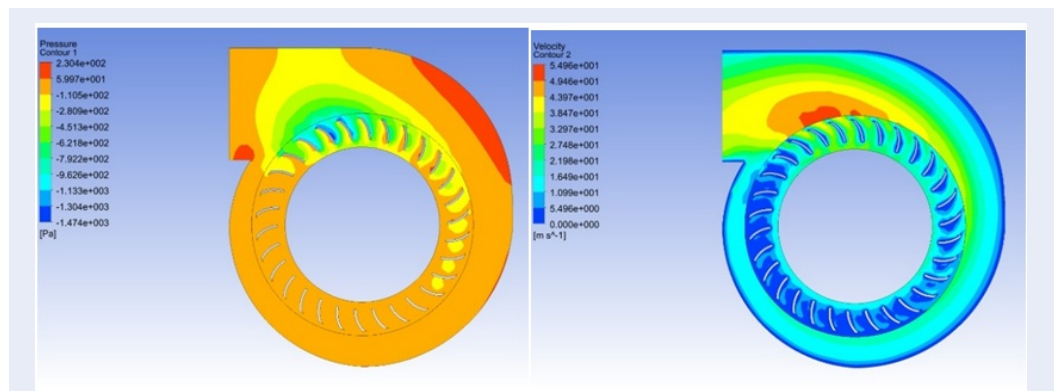 Pressure
Contour 1
2.304e+002
5.997e+001
-1.105e+002
-2.809e+002
-4.513e+002
-6.218e+002
-7.922e+002
-9.626e+002
-1.133e+003
-1.304e+003
-1.474e+003
[Pa]
Velocity
Contour 2
5.496e+001
4.946e+001
4.397e+001
3.847e+001
3.297e+001
2.748e+001
2.198e+001
1.649e+001
1.099e+001
5.496e+000
0.000e+000
[m s^-1]